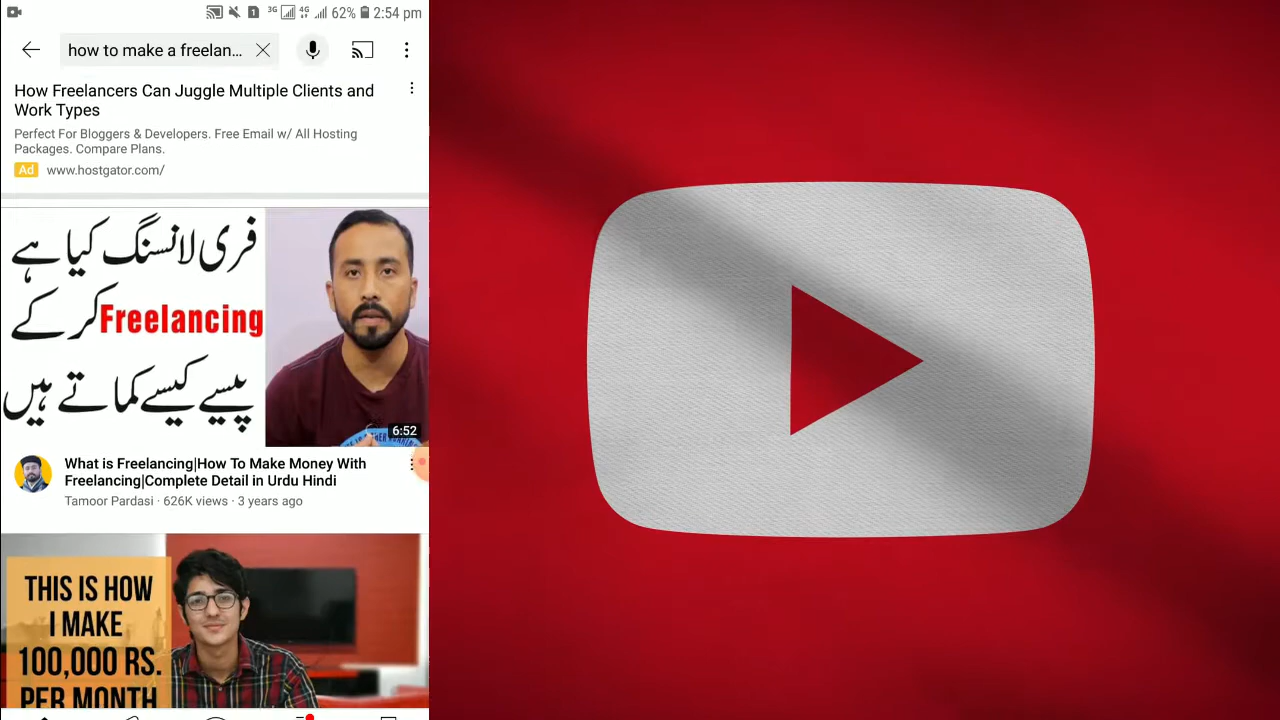 1 3G 4G 62% 2:54 pm
how to make a freelan...
How Freelancers Can Juggle Multiple Clients and
Work Types
Perfect For Bloggers & Developers. Free Email w/ All Hosting
Packages. Compare Plans.
Ad www.hostgator.com/
فری لانسنگ کیا ہے
Freelancing کر کے
پیسے کیسے کماتے ہیں
6:52
What is Freelancing|How To Make Money With
Freelancing|Complete Detail in Urdu Hindi
Tamoor Pardasi · 626K views · 3 years ago
THIS IS HOW
I MAKE
100,000 RS.
PER MONTH